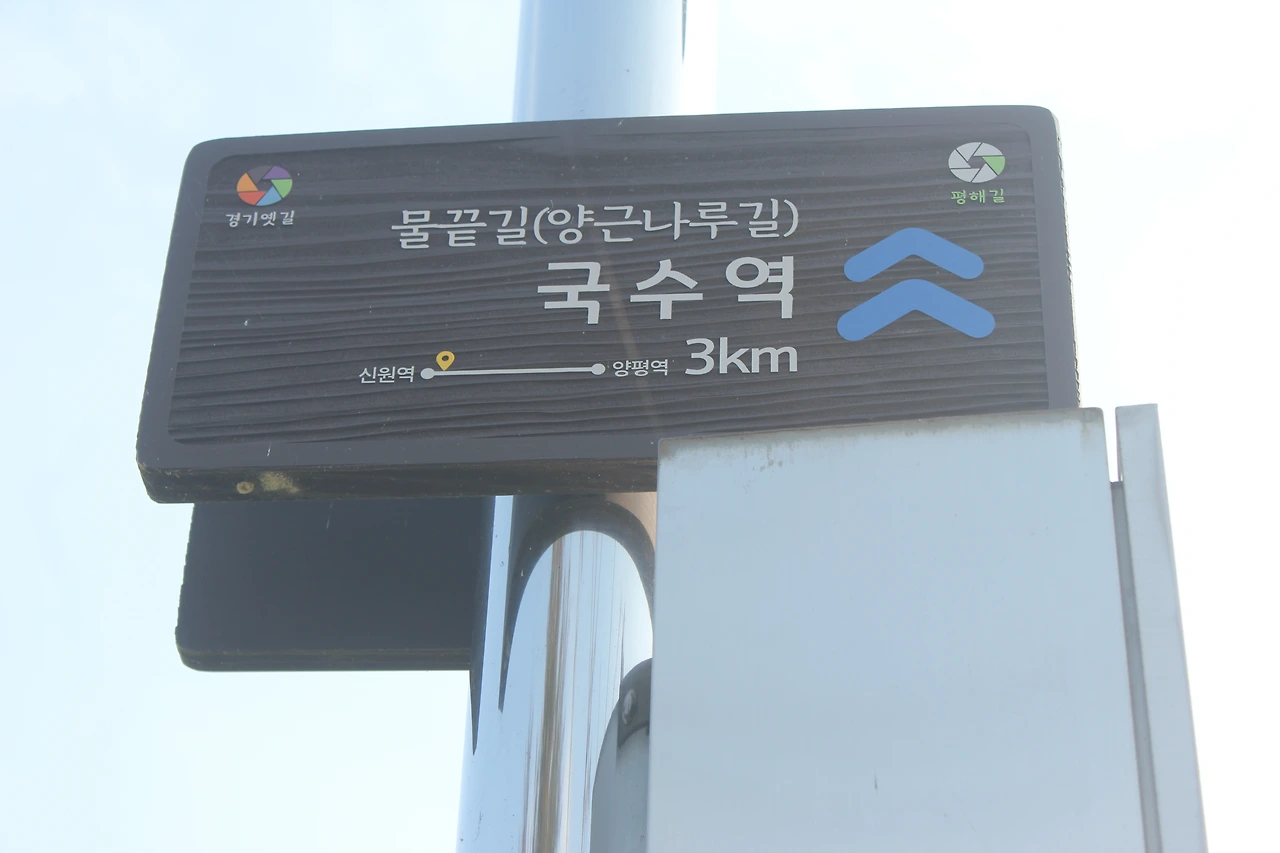 경기옛길
평해길
물끝길(양근나루길)
국수역
신원역 양평역 3km